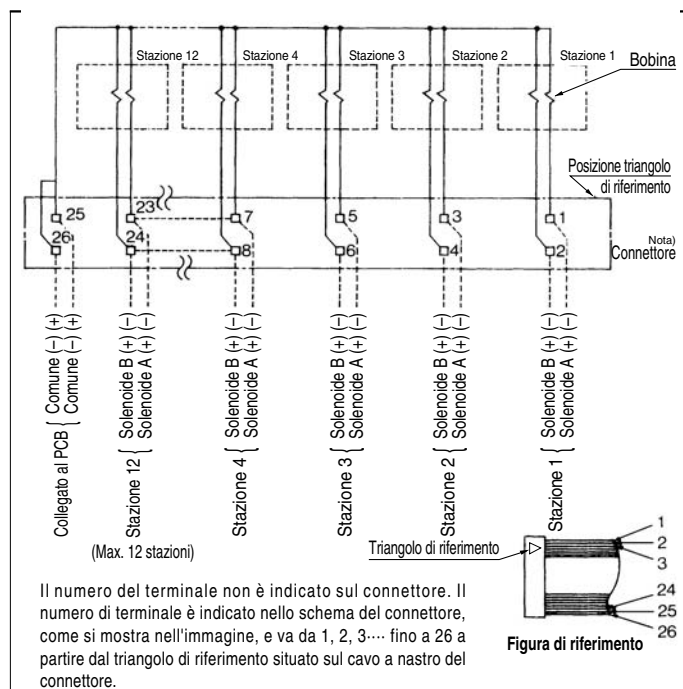 Stazione 12
Stazione 4
Stazione 3
Stazione 2
Stazione 1
Bobina
Posizione triangolo
di riferimento
Nota)
Connettore
25
23
7
5
3
1
26
24
8
6
4
2
Collegato al PCB { Comune (–) (+)
Comune (–) (+)
Stazione 12 { Solenoide B (+) (–)
Solenoide A (+) (–)
(Max. 12 stazioni)
Stazione 4 { Solenoide B (+) (–)
Solenoide A (+) (–)
Stazione 3 { Solenoide B (+) (–)
Solenoide A (+) (–)
Stazione 2 { Solenoide B (+) (–)
Solenoide A (+) (–)
Stazione 1 { Solenoide B (+) (–)
Solenoide A (+) (–)
Triangolo di riferimento
1
2
3
24
25
26
Figura di riferimento
Il numero del terminale non è indicato sul connettore. Il
numero di terminale è indicato nello schema del connettore,
come si mostra nell'immagine, e va da 1, 2, 3···· fino a 26 a
partire dal triangolo di riferimento situato sul cavo a nastro del
connettore.